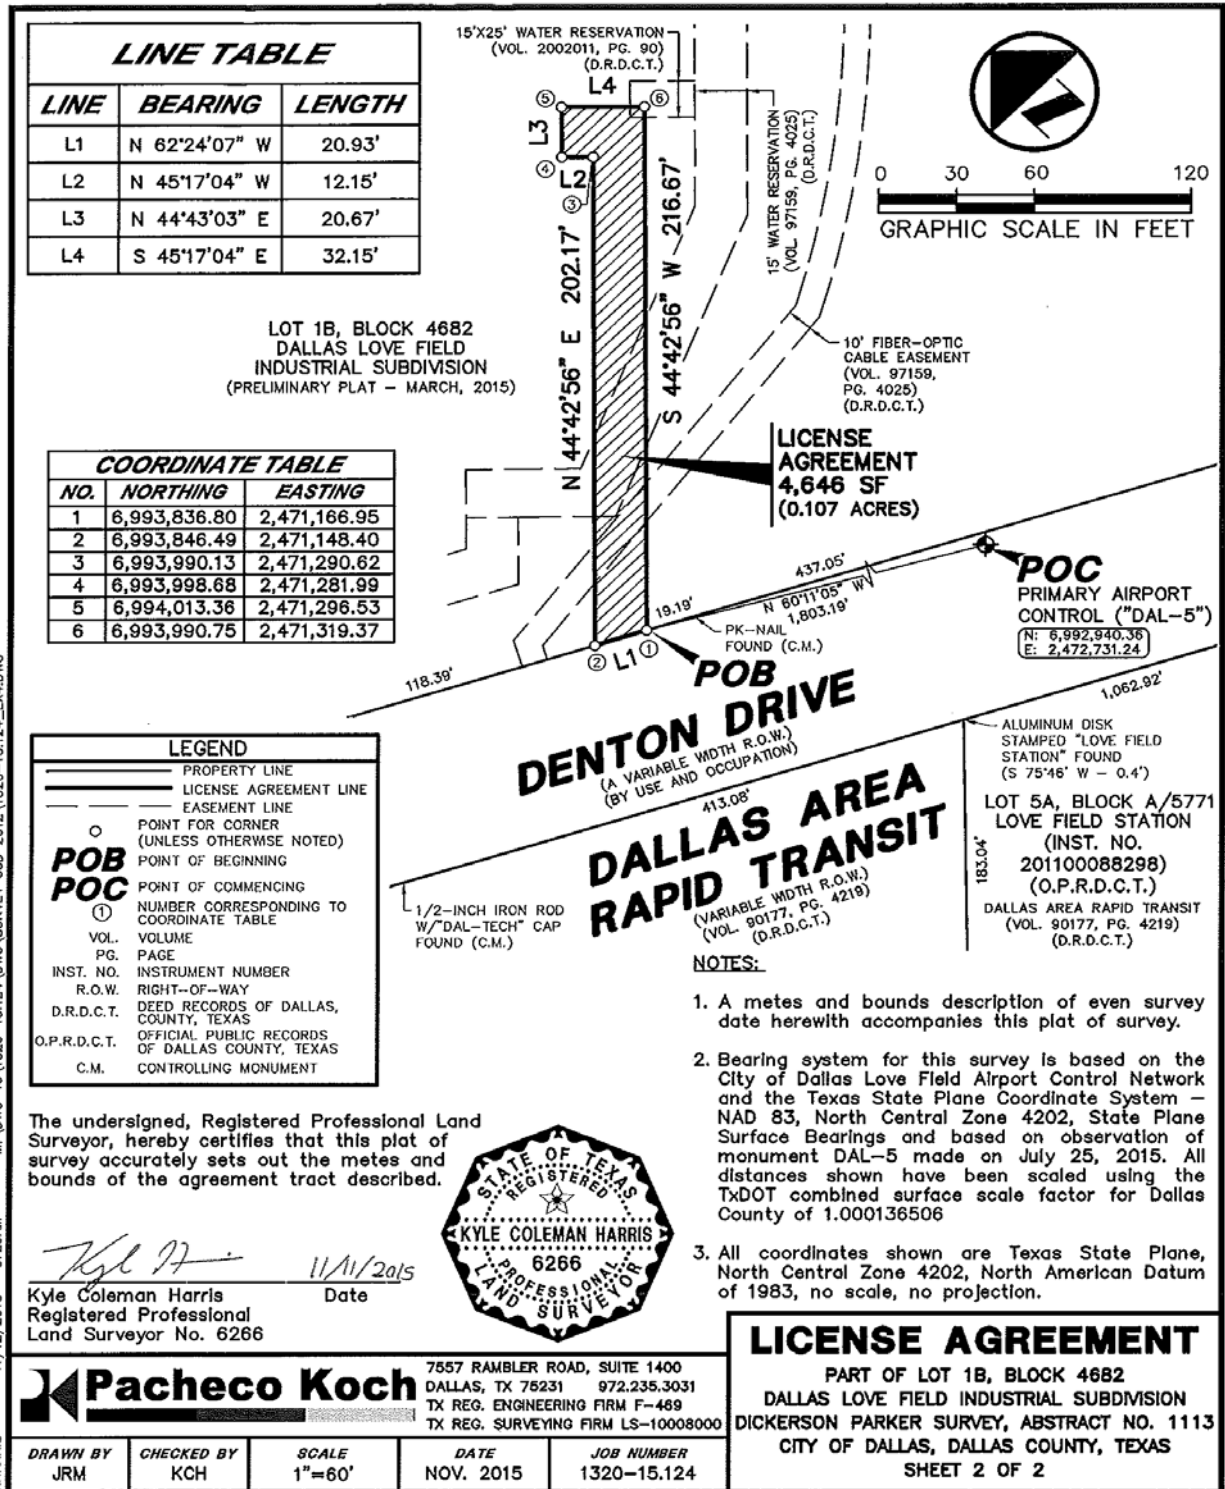 LINE TABLE
LINE BEARING LENGTH
L1 N 62°24'07" W 20.93'
L2 N 45°17'04" W 12.15'
L3 N 44°43'03" E 20.67'
L4 S 45°17'04" E 32.15'
15'X25' WATER RESERVATION
(VOL. 2002011, PG. 90)
(D.R.D.C.T.)
L4
5
6
L3
4
L2
3
N 44°42'56" E 202.17'
S 44°42'56" W 216.67'
15' WATER RESERVATION
(VOL. 97159, PG. 4025)
(D.R.D.C.T.)
0 30 60 120
GRAPHIC SCALE IN FEET
LOT 1B, BLOCK 4682
DALLAS LOVE FIELD
INDUSTRIAL SUBDIVISION
(PRELIMINARY PLAT – MARCH, 2015)
10' FIBER-OPTIC
CABLE EASEMENT
(VOL. 97159,
PG. 4025)
(D.R.D.C.T.)
LICENSE
AGREEMENT
4,646 SF
(0.107 ACRES)
COORDINATE TABLE
NO. NORTHING EASTING
1 6,993,836.80 2,471,166.95
2 6,993,846.49 2,471,148.40
3 6,993,990.13 2,471,290.62
4 6,993,998.68 2,471,281.99
5 6,994,013.36 2,471,296.53
6 6,993,990.75 2,471,319.37
437.05'
N 60°11'05" W
1,803.19'
19.19'
PK-NAIL
FOUND (C.M.)
POC
PRIMARY AIRPORT
CONTROL ("DAL-5")
N: 6,992,940.36
E: 2,472,731.24
2 L1 1
POB
118.39'
DENTON DRIVE
(A VARIABLE WIDTH R.O.W.)
(BY USE AND OCCUPATION)
1,062.92'
413.08'
ALUMINUM DISK
STAMPED "LOVE FIELD
STATION" FOUND
(S 75°46' W – 0.4')
DALLAS AREA
RAPID TRANSIT
(VARIABLE WIDTH R.O.W.)
(VOL. 90177, PG. 4219)
(D.R.D.C.T.)
183.04'
LOT 5A, BLOCK A/5771
LOVE FIELD STATION
(INST. NO.
201100088298)
(O.P.R.D.C.T.)
DALLAS AREA RAPID TRANSIT
(VOL. 90177, PG. 4219)
(D.R.D.C.T.)
1/2-INCH IRON ROD
W/"DAL-TECH" CAP
FOUND (C.M.)
LEGEND
PROPERTY LINE
LICENSE AGREEMENT LINE
EASEMENT LINE
POINT FOR CORNER
(UNLESS OTHERWISE NOTED)
POB POINT OF BEGINNING
POC POINT OF COMMENCING
1 NUMBER CORRESPONDING TO
COORDINATE TABLE
VOL. VOLUME
PG. PAGE
INST. NO. INSTRUMENT NUMBER
R.O.W. RIGHT-OF-WAY
D.R.D.C.T. DEED RECORDS OF DALLAS,
COUNTY, TEXAS
O.P.R.D.C.T. OFFICIAL PUBLIC RECORDS
OF DALLAS COUNTY, TEXAS
C.M. CONTROLLING MONUMENT
NOTES:
1. A metes and bounds description of even survey
date herewith accompanies this plat of survey.
2. Bearing system for this survey is based on the
City of Dallas Love Field Airport Control Network
and the Texas State Plane Coordinate System –
NAD 83, North Central Zone 4202, State Plane
Surface Bearings and based on observation of
monument DAL-5 made on July 25, 2015. All
distances shown have been scaled using the
TxDOT combined surface scale factor for Dallas
County of 1.000136506
3. All coordinates shown are Texas State Plane,
North Central Zone 4202, North American Datum
of 1983, no scale, no projection.
The undersigned, Registered Professional Land
Surveyor, hereby certifies that this plat of
survey accurately sets out the metes and
bounds of the agreement tract described.
11/11/2015
Kyle Coleman Harris Date
Registered Professional
Land Surveyor No. 6266
STATE OF TEXAS
REGISTERED
KYLE COLEMAN HARRIS
6266
PROFESSIONAL
LAND SURVEYOR
Pacheco Koch
7557 RAMBLER ROAD, SUITE 1400
DALLAS, TX 75231 972.235.3031
TX REG. ENGINEERING FIRM F-469
TX REG. SURVEYING FIRM LS-10008000
DRAWN BY CHECKED BY SCALE DATE JOB NUMBER
JRM KCH 1"=60' NOV. 2015 1320-15.124
LICENSE AGREEMENT
PART OF LOT 1B, BLOCK 4682
DALLAS LOVE FIELD INDUSTRIAL SUBDIVISION
DICKERSON PARKER SURVEY, ABSTRACT NO. 1113
CITY OF DALLAS, DALLAS COUNTY, TEXAS
SHEET 2 OF 2